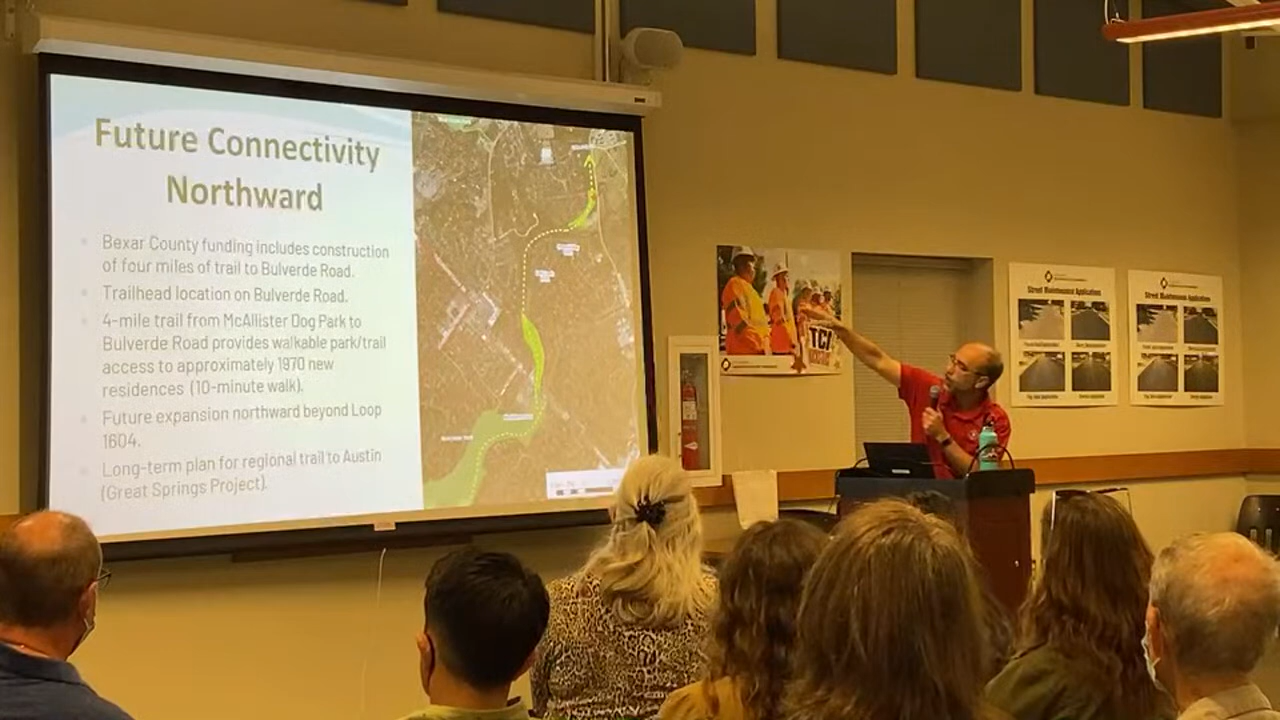 Future Connectivity
Northward
Bexar County funding includes construction
of four miles of trail to Bulverde Road.
Trailhead location on Bulverde Road.
4-mile trail from McAllister Dog Park to
Bulverde Road provides walkable park/trail
access to approximately 1970 new
residences (10-minute walk).
Future expansion northward beyond Loop
1604.
Long-term plan for regional trail to Austin
(Great Springs Project).
TCI
Street Maintenance Applications
Street Maintenance Applications